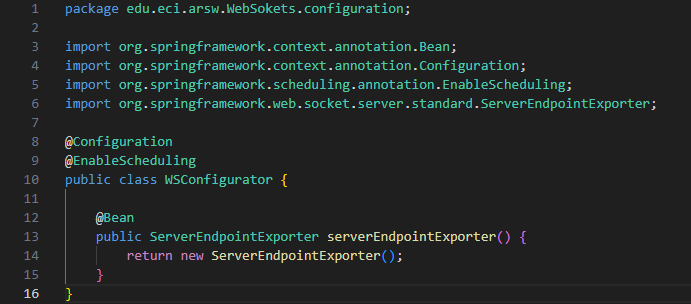 1 package edu.eci.arsw.WebSokets.configuration;
2
3 import org.springframework.context.annotation.Bean;
4 import org.springframework.context.annotation.Configuration;
5 import org.springframework.scheduling.annotation.EnableScheduling;
6 import org.springframework.web.socket.server.standard.ServerEndpointExporter;
7
8 @Configuration
9 @EnableScheduling
10 public class WSConfigurator {
11
12     @Bean
13     public ServerEndpointExporter serverEndpointExporter() {
14         return new ServerEndpointExporter();
15     }
16 }